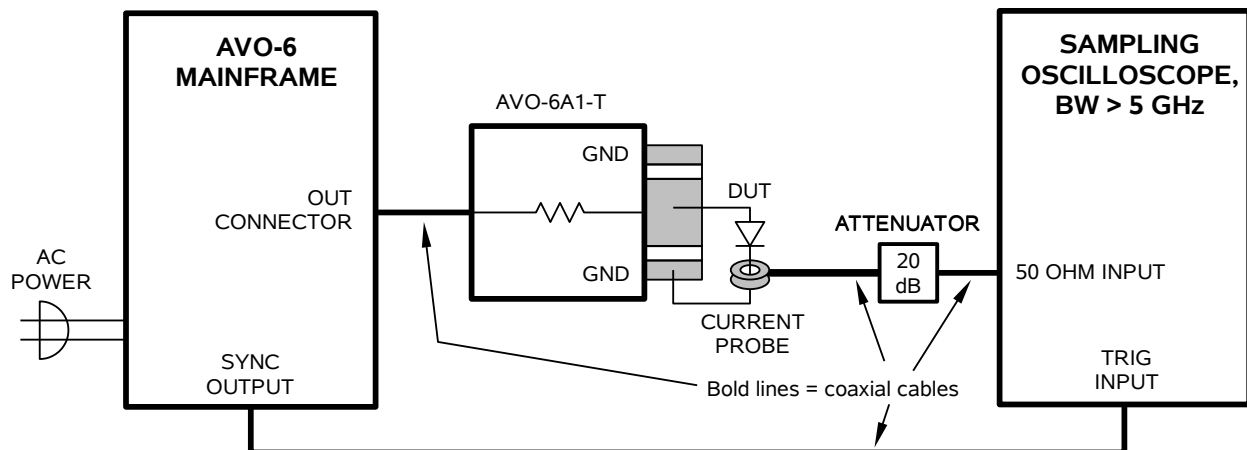 AVO-6
MAINFRAME
SAMPLING
OSCILLOSCOPE,
BW > 5 GHz
AVO-6A1-T
GND
DUT
OUT
CONNECTOR
ATTENUATOR
AC
POWER
GND
20
dB
50 OHM INPUT
CURRENT
PROBE
SYNC
OUTPUT
TRIG
INPUT
Bold lines = coaxial cables